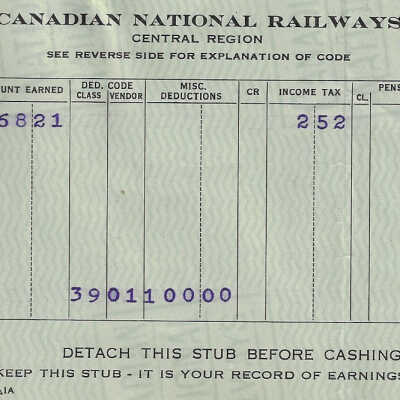 CANADIAN NATIONAL RAILWAYS
CENTRAL REGION
SEE REVERSE SIDE FOR EXPLANATION OF CODE
UNT EARNED DED. CODE CLASS VENDOR MISC. DEDUCTIONS CR INCOME TAX CL. PENS
6821 252
390110000
DETACH THIS STUB BEFORE CASHING
KEEP THIS STUB - IT IS YOUR RECORD OF EARNINGS